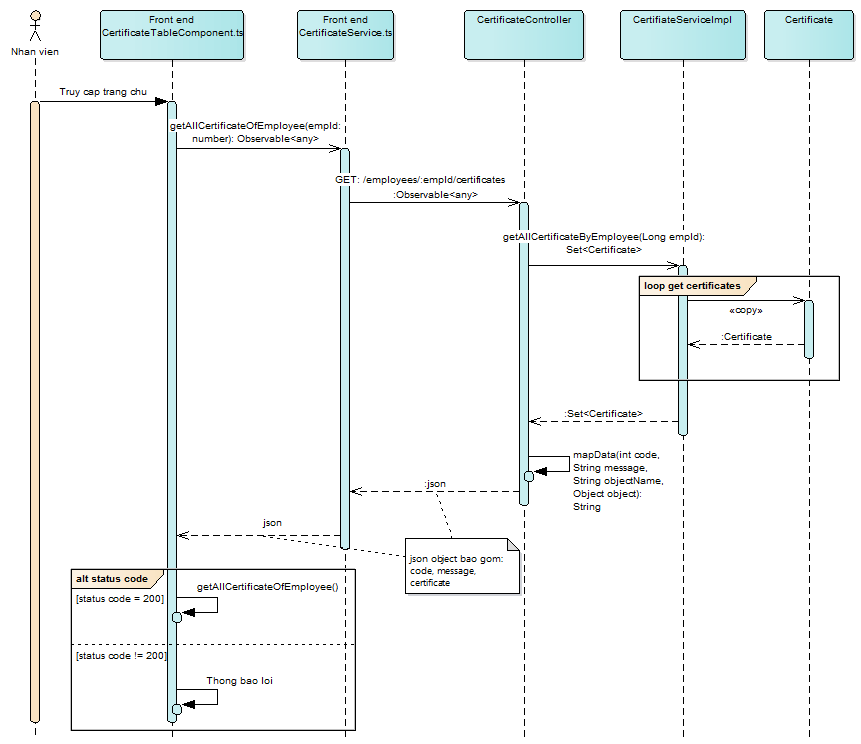 Nhan vien
Front end
CertificateTableComponent.ts
Front end
CertificateService.ts
CertificateController
CertifiateServiceImpl
Certificate
Truy cap trang chu
getAllCertificateOfEmployee(empId:
number): Observable<any>
GET: /employees/:empId/certificates
:Observable<any>
getAllCertificateByEmployee(Long empId):
Set<Certificate>
loop get certificates
«copy»
:Certificate
:Set<Certificate>
mapData(int code,
String message,
String objectName,
Object object):
String
:json
json
json object bao gom:
code, message,
certificate
alt status code
[status code = 200]
getAllCertificateOfEmployee()
[status code != 200]
Thong bao loi